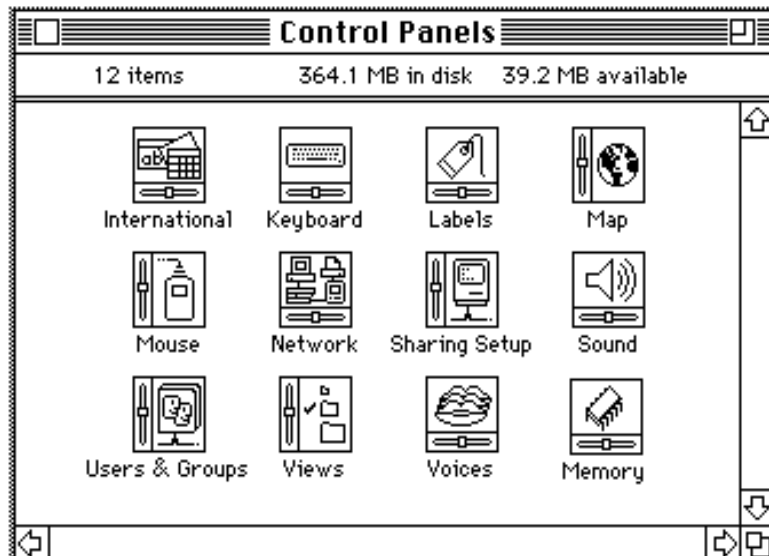 Control Panels
12 items 364.1 MB in disk 39.2 MB available
ab
International Keyboard Labels Map
Mouse Network Sharing Setup Sound
Users & Groups Views Voices Memory